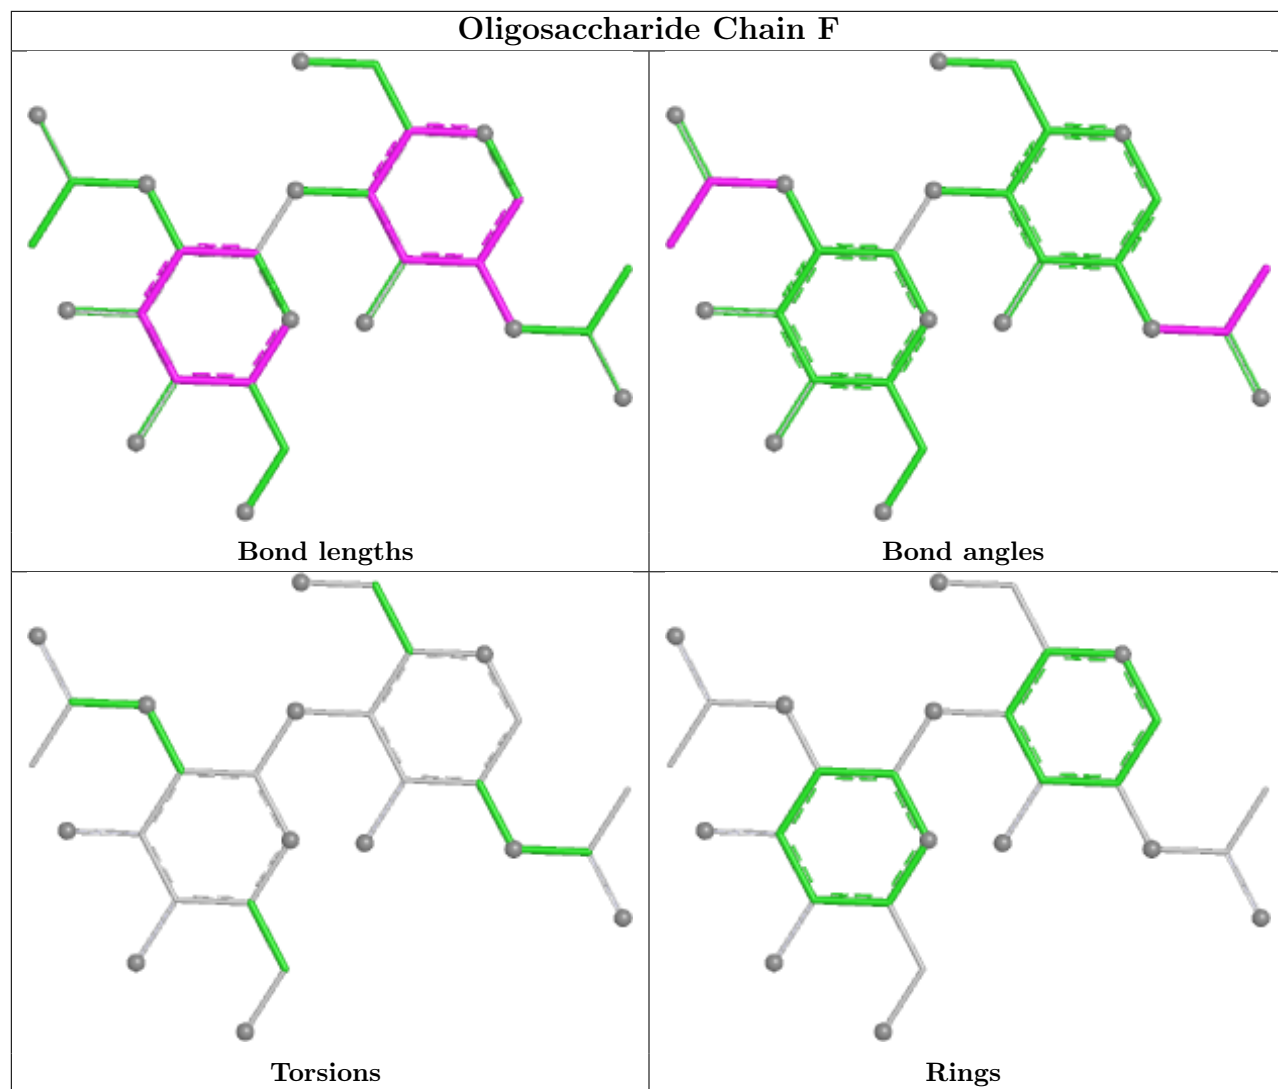 Oligosaccharide Chain F
Bond lengths
Bond angles
Torsions
Rings